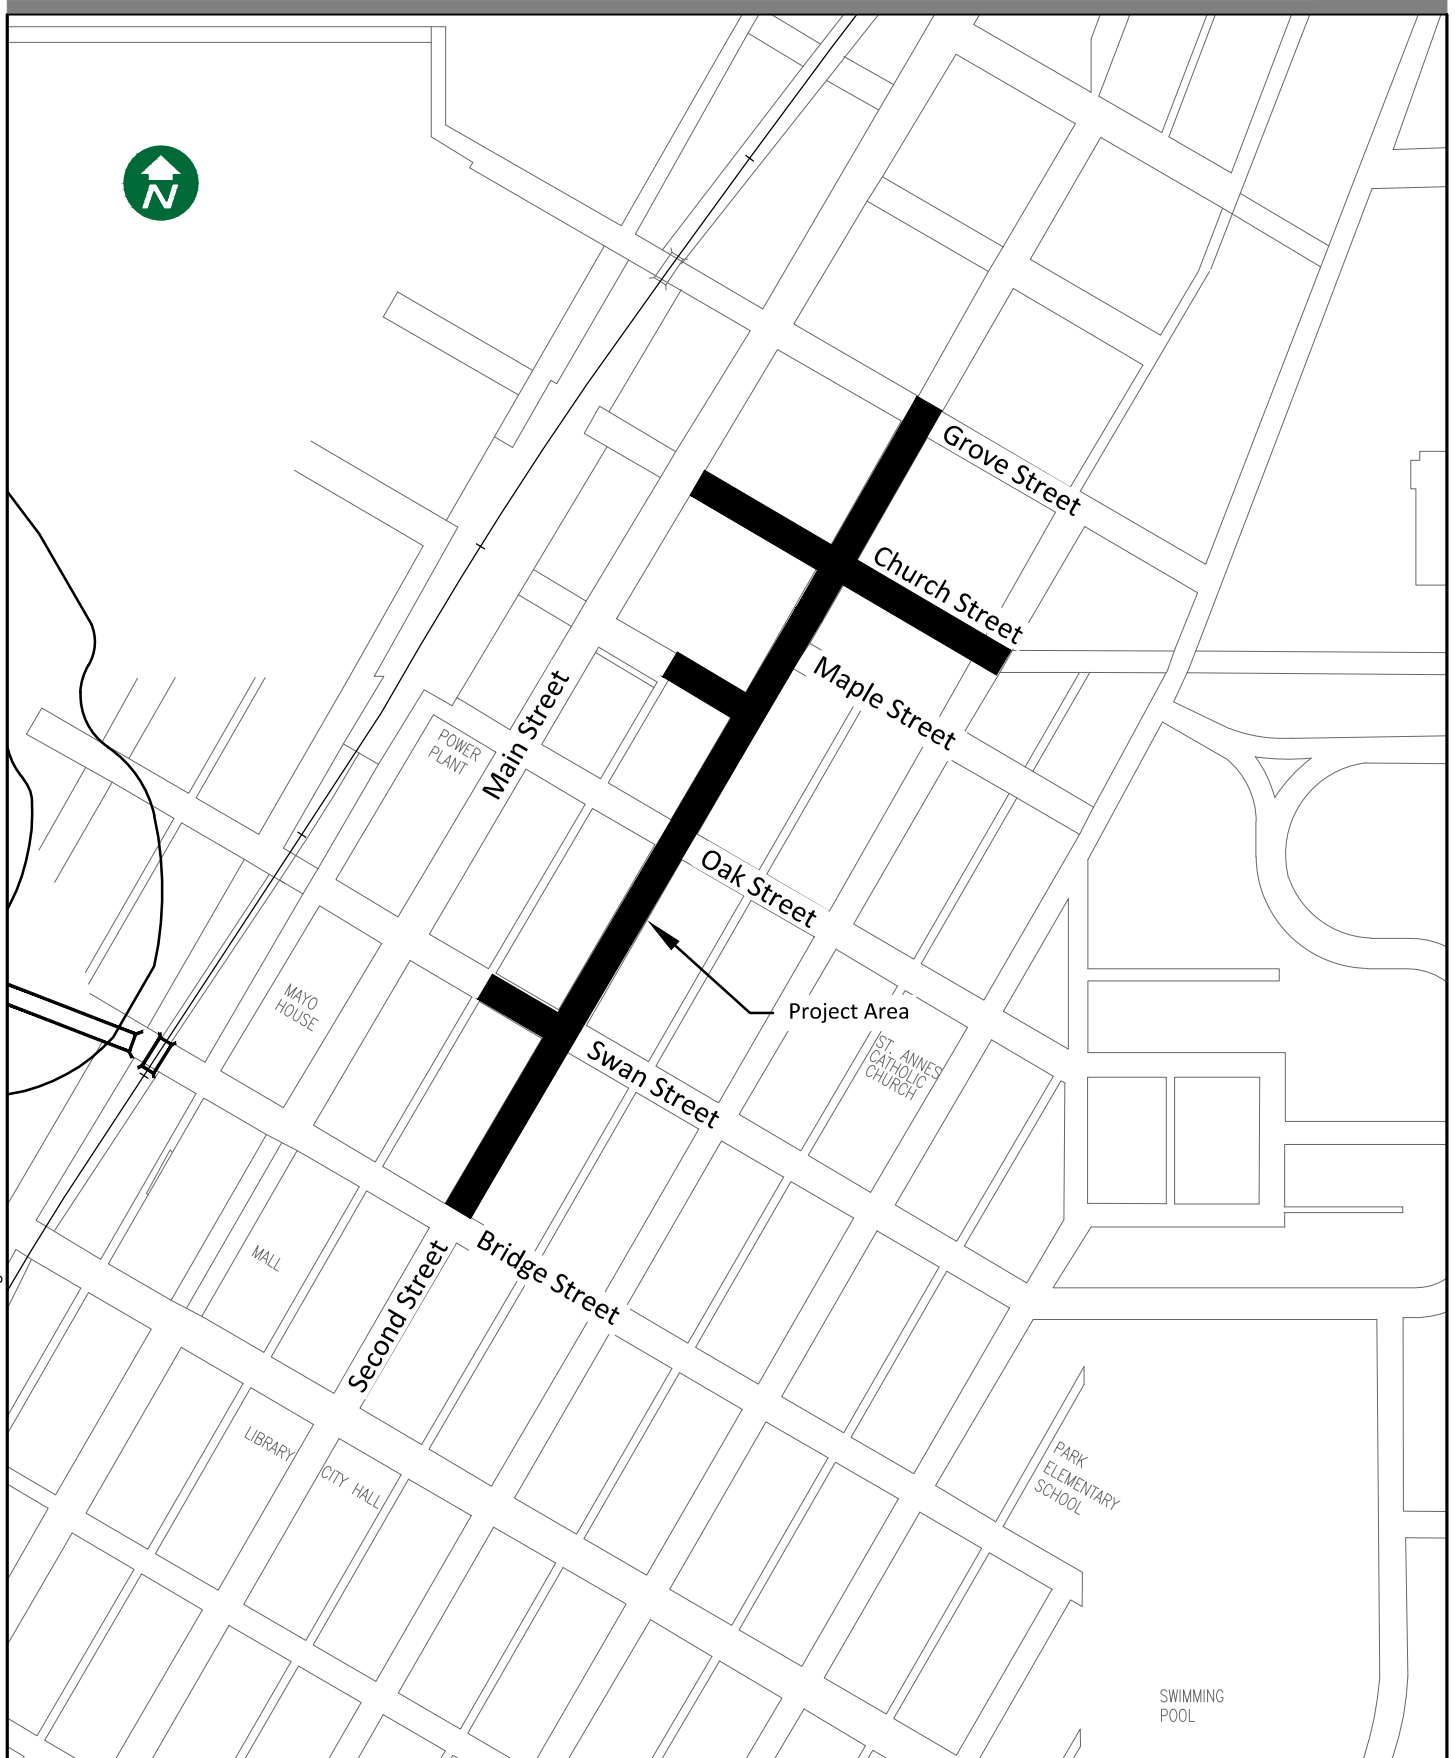 N
Grove Street
Church Street
Maple Street
Main Street
POWER
PLANT
Oak Street
MAYO
HOUSE
Project Area
ST. ANNES
CATHOLIC
CHURCH
Swan Street
Bridge Street
MALL
Second Street
LIBRARY
CITY HALL
PARK
ELEMENTARY
SCHOOL
SWIMMING
POOL